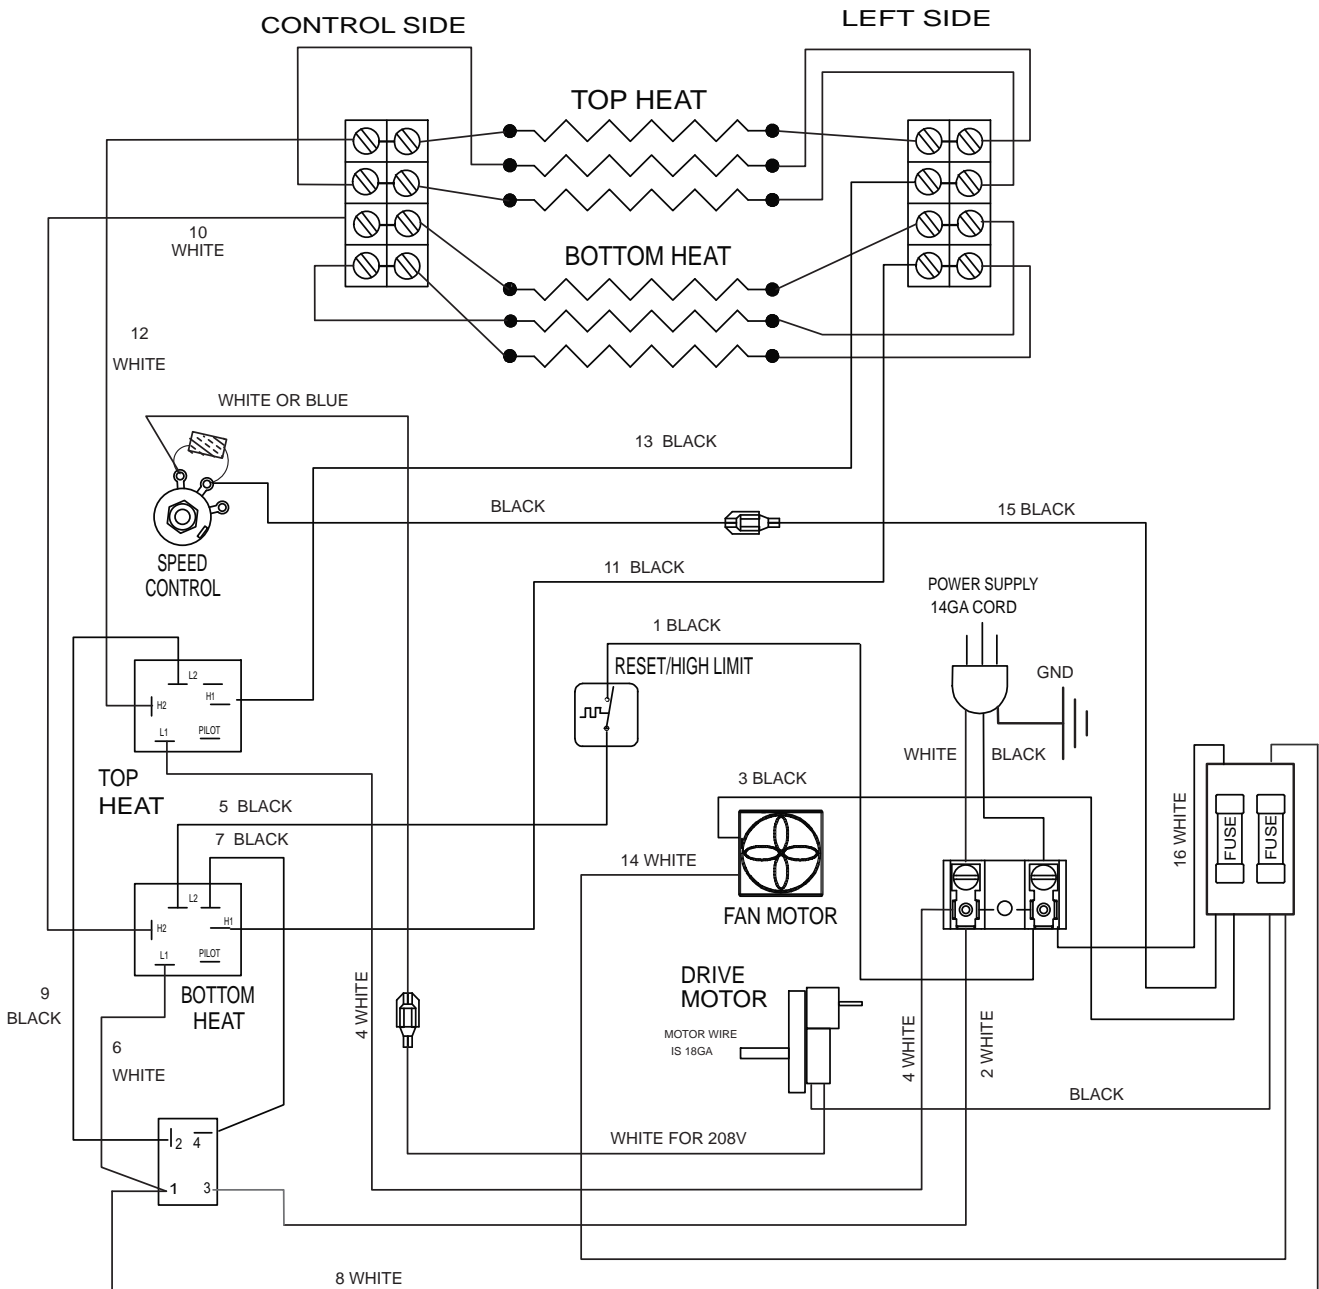 CONTROL SIDE
LEFT SIDE
TOP HEAT
10
WHITE
BOTTOM HEAT
12
WHITE
WHITE OR BLUE
13 BLACK
BLACK
15 BLACK
SPEED
CONTROL
11 BLACK
POWER SUPPLY
14GA CORD
1 BLACK
RESET/HIGH LIMIT
GND
L2
H1
H2
L1
PILOT
WHITE
BLACK
TOP
HEAT
3 BLACK
5 BLACK
7 BLACK
16 WHITE
FUSE
FUSE
14 WHITE
FAN MOTOR
L2
H1
H2
L1
PILOT
DRIVE
MOTOR
9
BLACK
BOTTOM
HEAT
4 WHITE
MOTOR WIRE
IS 18GA
4 WHITE
2 WHITE
6
WHITE
BLACK
2
4
WHITE FOR 208V
1
3
8 WHITE